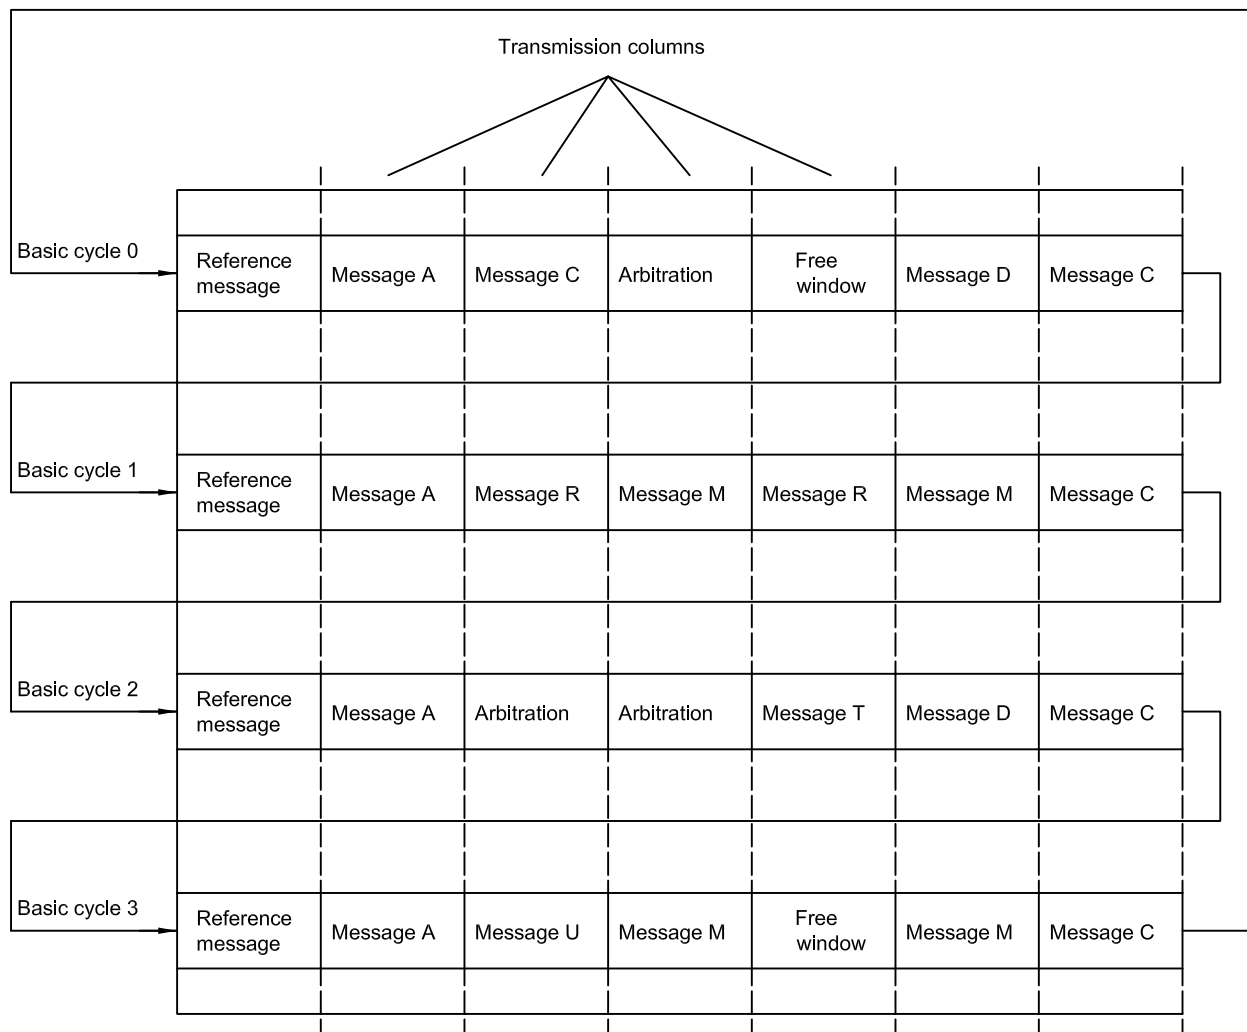 Transmission columns
Basic cycle 0
Reference
message
Message A
Message C
Arbitration
Free
window
Message D
Message C
Basic cycle 1
Reference
message
Message A
Message R
Message M
Message R
Message M
Message C
Basic cycle 2
Reference
message
Message A
Arbitration
Arbitration
Message T
Message D
Message C
Basic cycle 3
Reference
message
Message A
Message U
Message M
Free
window
Message M
Message C